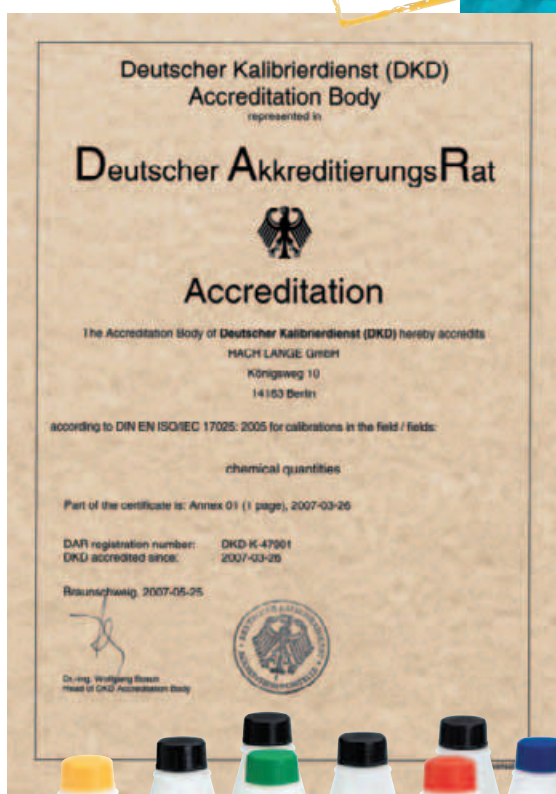 Deutscher Kalibrierdienst (DKD)
Accreditation Body
represented in
Deutscher AkkreditierungsRat
Accreditation
The Accreditation Body of Deutscher Kalibrierdienst (DKD) hereby accredits
HACH LANGE GmbH
Königsweg 10
14163 Berlin
according to DIN EN ISO/IEC 17025: 2005 for calibrations in the field / fields:
chemical quantities
Part of the certificate is: Annex 01 (1 page), 2007-03-26
DAR registration number: DKD-K-47901
DKD accredited since: 2007-03-26
Braunschweig, 2007-05-25
Dr.-Ing. Wolfgang
Head of DKD Accreditation Body